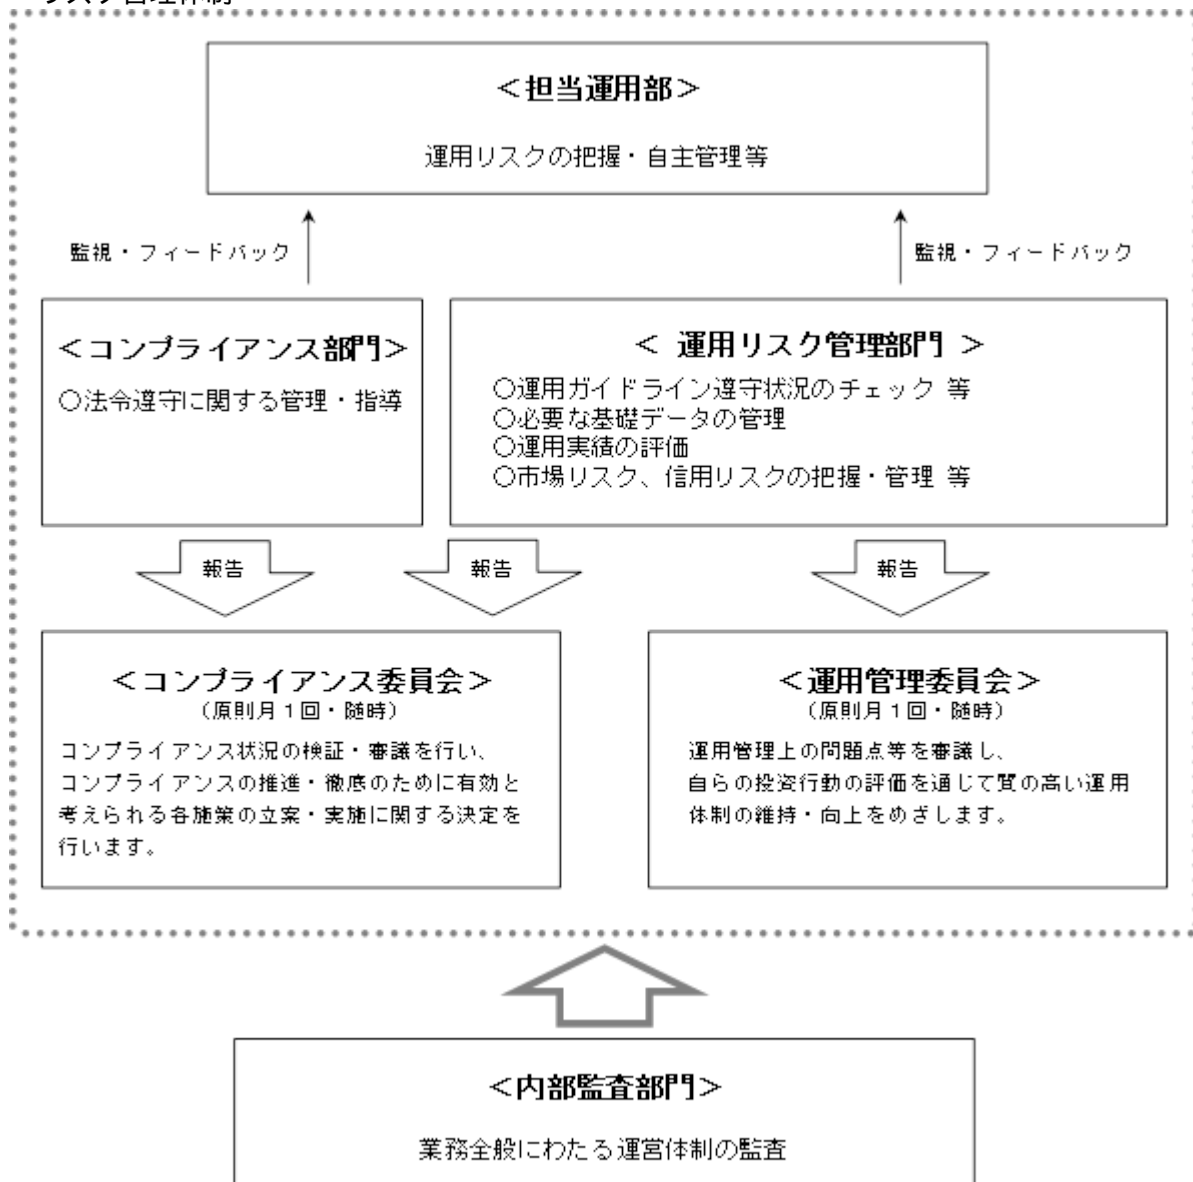 リスク管理体制
＜担当運用部＞
運用リスクの把握・自主管理等
監視・フィードバック
監視・フィードバック
＜コンプライアンス部門＞
○法令遵守に関する管理・指導
＜ 運用リスク管理部門 ＞
○運用ガイドライン遵守状況のチェック 等
○必要な基礎データの管理
○運用実績の評価
○市場リスク、信用リスクの把握・管理 等
報告
報告
報告
＜コンプライアンス委員会＞
（原則月１回・随時）
コンプライアンス状況の検証・審議を行い、
コンプライアンスの推進・徹底のために有効と
考えられる各施策の立案・実施に関する決定を
行います。
＜運用管理委員会＞
（原則月１回・随時）
運用管理上の問題点等を審議し、
自らの投資行動の評価を通じて質の高い運用
体制の維持・向上をめざします。
＜内部監査部門＞
業務全般にわたる運営体制の監査